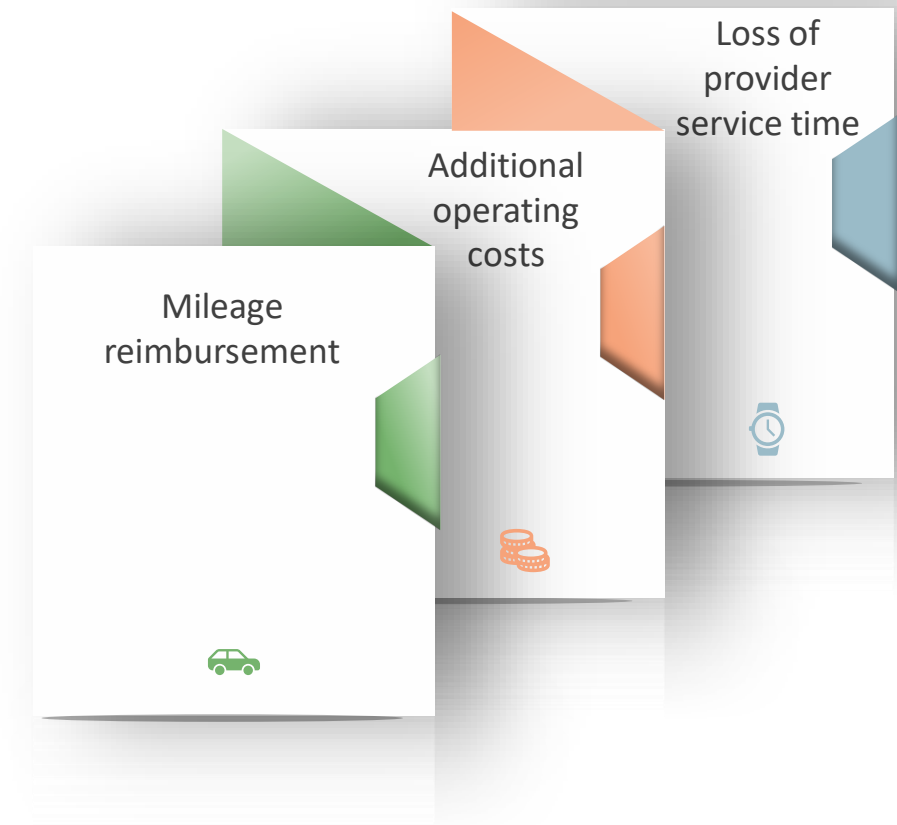 Mileage
reimbursement
Additional
operating
costs
Loss of
provider
service time